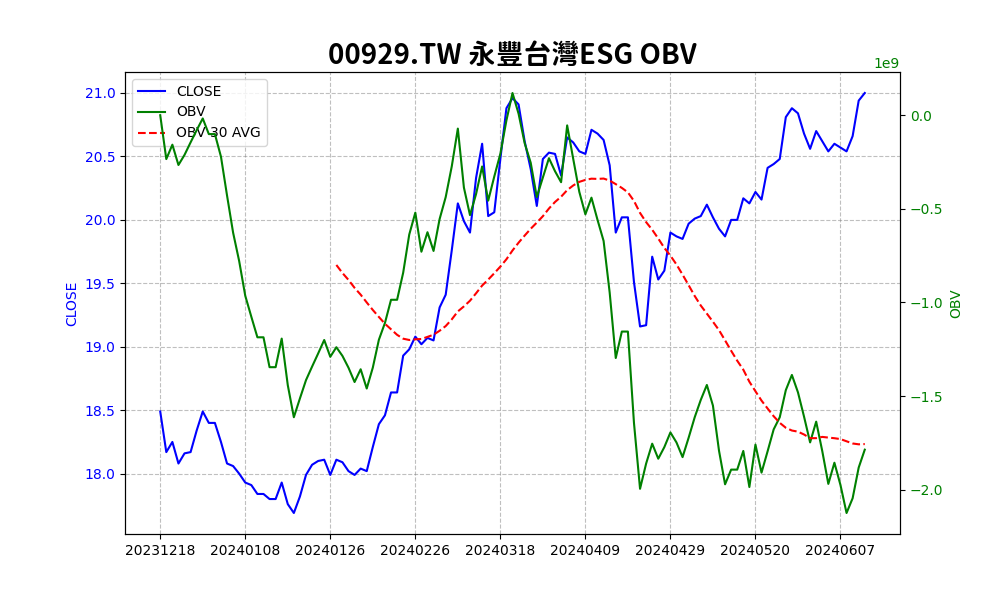 00929.TW 永豐台灣ESG OBV
1e9
CLOSE
OBV
OBV 30 AVG
21.0
20.5
20.0
19.5
19.0
18.5
18.0
CLOSE
0.0
−0.5
−1.0
−1.5
−2.0
OBV
20231218 20240108 20240126 20240226 20240318 20240409 20240429 20240520 20240607